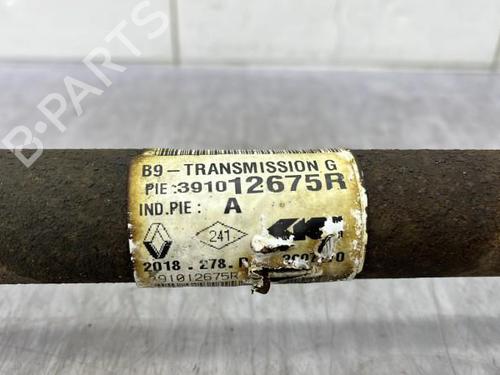 B9-TRANSMISSION G
PIE:391012675R
IND.PIE: A
241
2018.278.
391012675R
B-PARTS